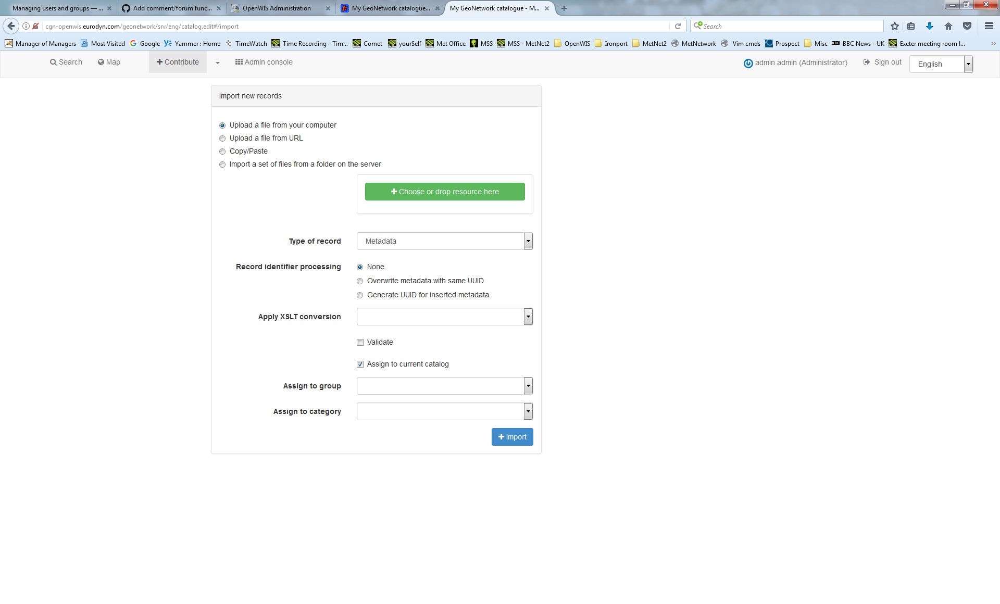 Managing users and groups — ...
Add comment/forum func...
OpenWIS Administration
My GeoNetwork catalogue...
My GeoNetwork catalogue - M...
cgn-openwis.eurodyn.com/geonetwork/srv/eng/catalog.edit#/import
Search
Manager of Managers
Most Visited
Google
Yammer : Home
TimeWatch
Time Recording - Tim...
Comet
yourSelf
Met Office
MSS
MSS - MetNet2
OpenWIS
Ironport
MetNet2
MetNetwork
Vim cmds
Prospect
Misc
BBC News - UK
Exeter meeting room l...
Search
Map
Contribute
Admin console
admin admin (Administrator)
Sign out
English
Import new records
Upload a file from your computer
Upload a file from URL
Copy/Paste
Import a set of files from a folder on the server
Choose or drop resource here
Type of record
Metadata
Record identifier processing
None
Overwrite metadata with same UUID
Generate UUID for inserted metadata
Apply XSLT conversion
Validate
Assign to current catalog
Assign to group
Assign to category
Import